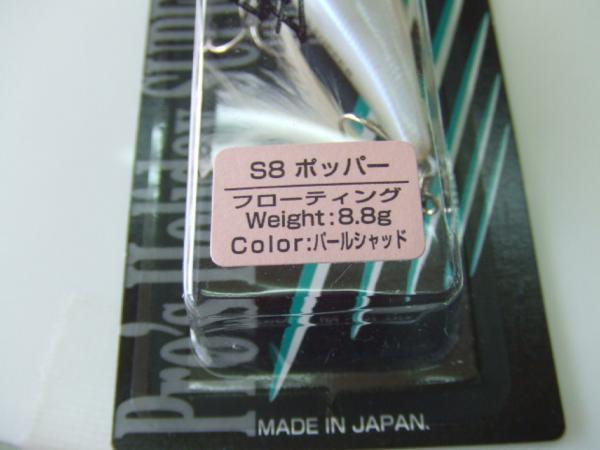 S8 ポッパー
フローティング
Weight:8.8g
Color:パールシャッド
Pro's
MADE IN JAPAN.